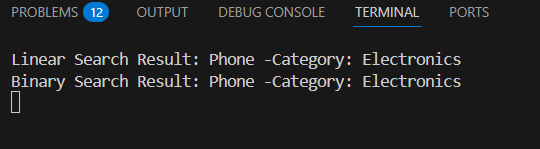 PROBLEMS 12 OUTPUT DEBUG CONSOLE TERMINAL PORTS
Linear Search Result: Phone -Category: Electronics
Binary Search Result: Phone -Category: Electronics